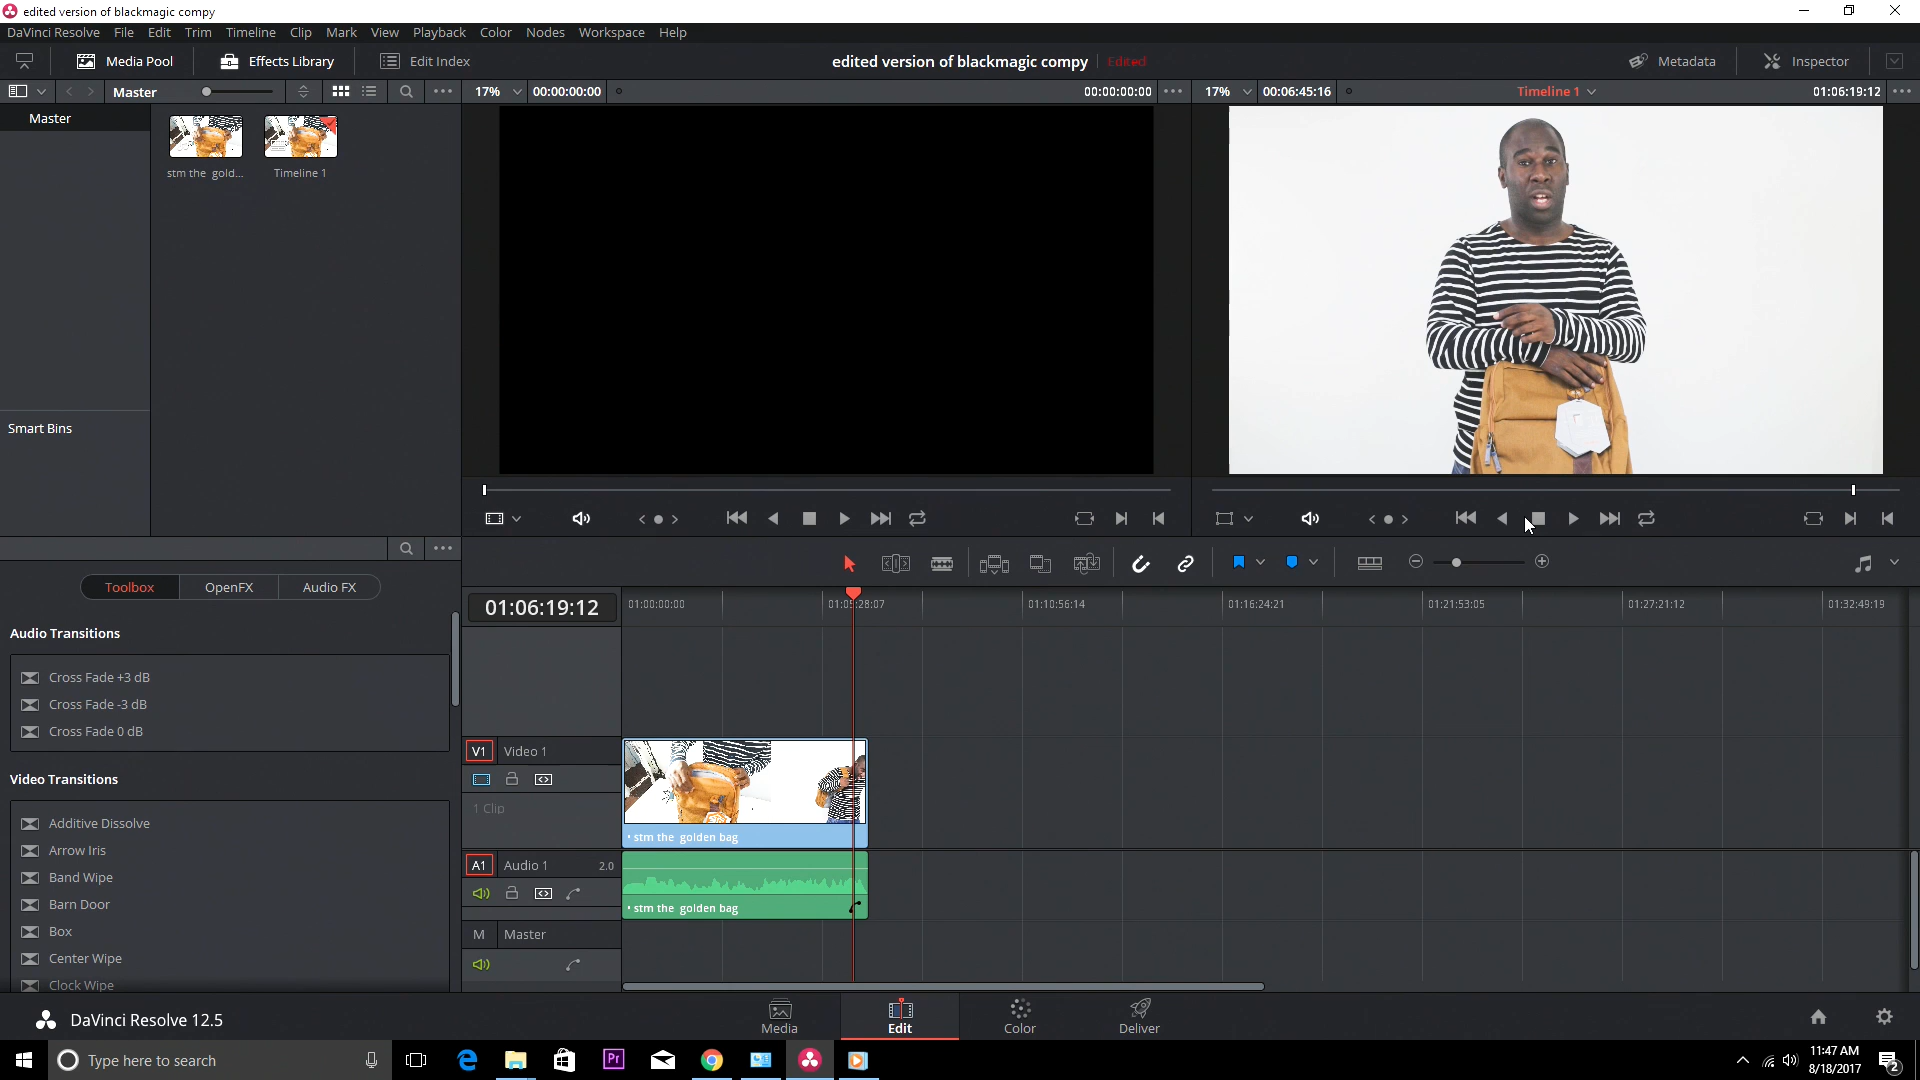 edited version of blackmagic compy
DaVinci Resolve File Edit Trim Timeline Clip Mark View Playback Color Nodes Workspace Help
Media Pool Effects Library Edit Index edited version of blackmagic compy Edited Metadata Inspector
Master 17% 00:00:00:00 00:00:00:00 17% 00:06:45:16 Timeline 1 01:06:19:12
Master
stm the gold... Timeline 1
Smart Bins
Toolbox OpenFX Audio FX
Audio Transitions
Cross Fade +3 dB
Cross Fade -3 dB
Cross Fade 0 dB
Video Transitions
Additive Dissolve
Arrow Iris
Band Wipe
Barn Door
Box
Center Wipe
Clock Wipe
01:06:19:12 01:00:00:00 01:05:28:07 01:10:56:14 01:16:24:21 01:21:53:05 01:27:21:12 01:32:49:19
V1 Video 1
1 Clip
stm the golden bag
A1 Audio 1 2.0
stm the golden bag
M Master
DaVinci Resolve 12.5
Media Edit Color Deliver
Type here to search
Pr
11:47 AM
8/18/2017
2